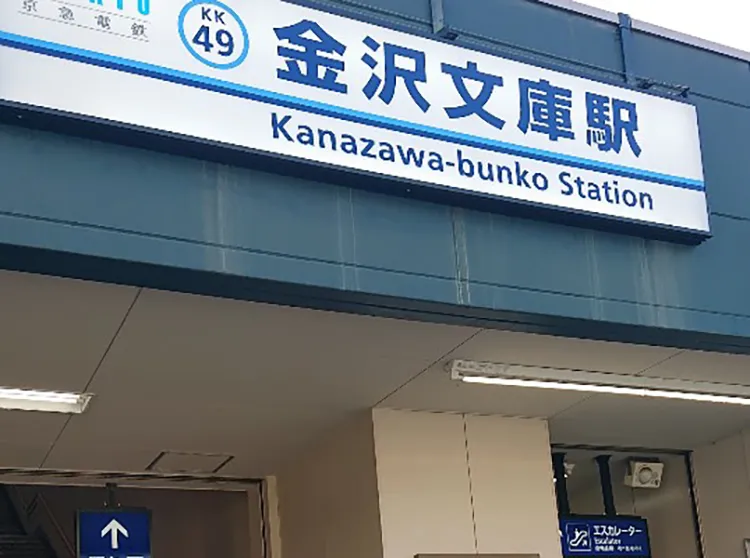 京急電鉄
KK
49
金沢文庫駅
Kanazawa-bunko Station
↑
エスカレーター
Escalator